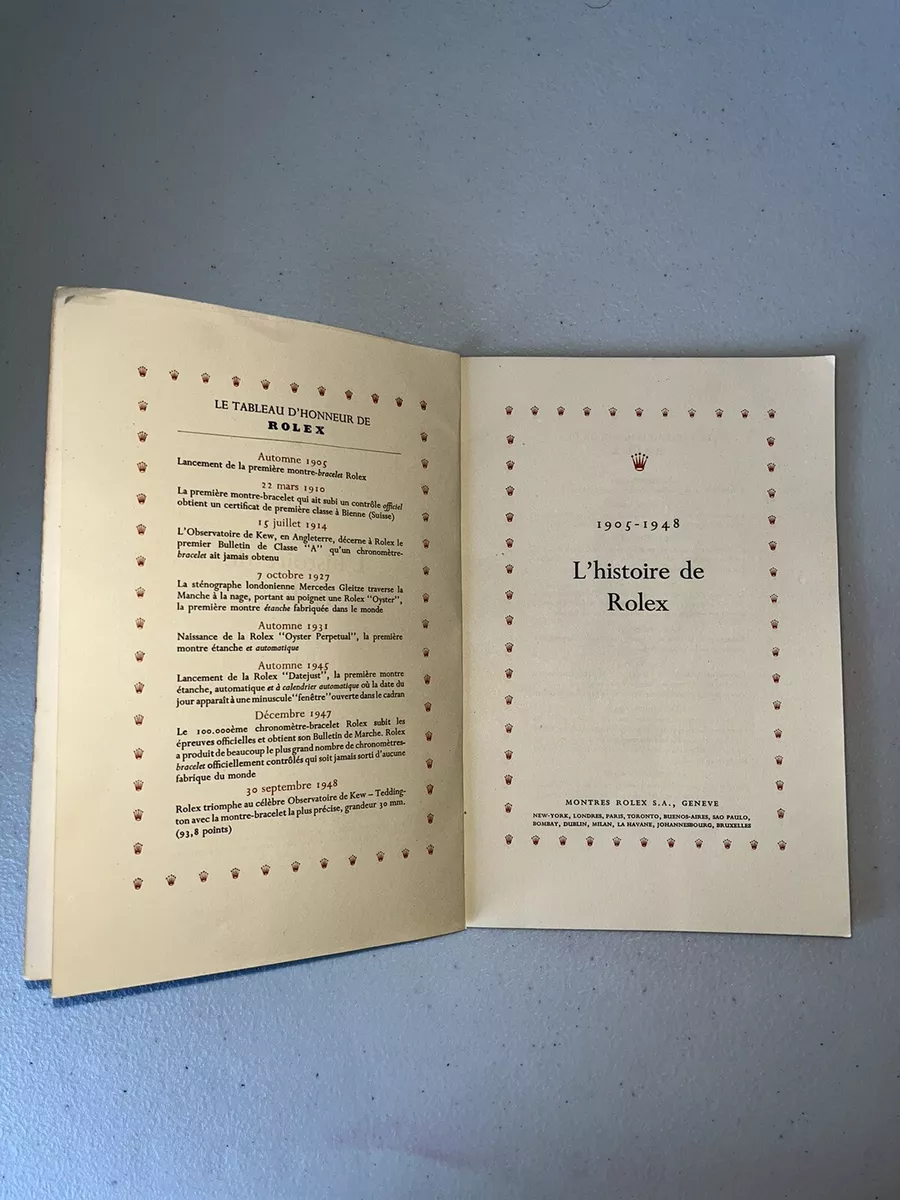 LE TABLEAU D'HONNEUR DE
ROLEX
Automne 1905
Lancement de la première montre-bracelet Rolex
22 mars 1910
La première montre-bracelet qui ait subi un contrôle officiel
obtient un certificat de première classe à Bienne (Suisse)
15 juillet 1914
L'Observatoire de Kew, en Angleterre, décerne à Rolex le
premier Bulletin de Classe "A" qu'un chronomètre-
bracelet ait jamais obtenu
7 octobre 1927
La sténographe londonienne Mercedes Gleitze traverse la
Manche à la nage, portant au poignet une Rolex "Oyster",
la première montre étanche fabriquée dans le monde
Automne 1931
Naissance de la Rolex "Oyster Perpetual", la première
montre étanche et automatique
Automne 1945
Lancement de la Rolex "Datejust", la première montre
étanche, automatique et à calendrier automatique où la date du
jour apparaît à une minuscule "fenêtre" ouverte dans le cadran
Décembre 1947
Le 100.000ème chronomètre-bracelet Rolex subit les
épreuves officielles et obtient son Bulletin de Marche. Rolex
a produit de beaucoup le plus grand nombre de chronomètres-
bracelet officiellement contrôlés qui soit jamais sorti d'aucune
fabrique du monde
30 septembre 1948
Rolex triomphe au célèbre Observatoire de Kew – Tedding-
ton avec la montre-bracelet la plus précise, grandeur 30 mm.
(93,8 points)
1905-1948
L'histoire de
Rolex
MONTRES ROLEX S.A., GENEVE
NEW-YORK, LONDRES, PARIS, TORONTO, BUENOS-AIRES, SAO PAULO,
BOMBAY, DUBLIN, MILAN, LA HAVANE, JOHANNESBOURG, BRUXELLES